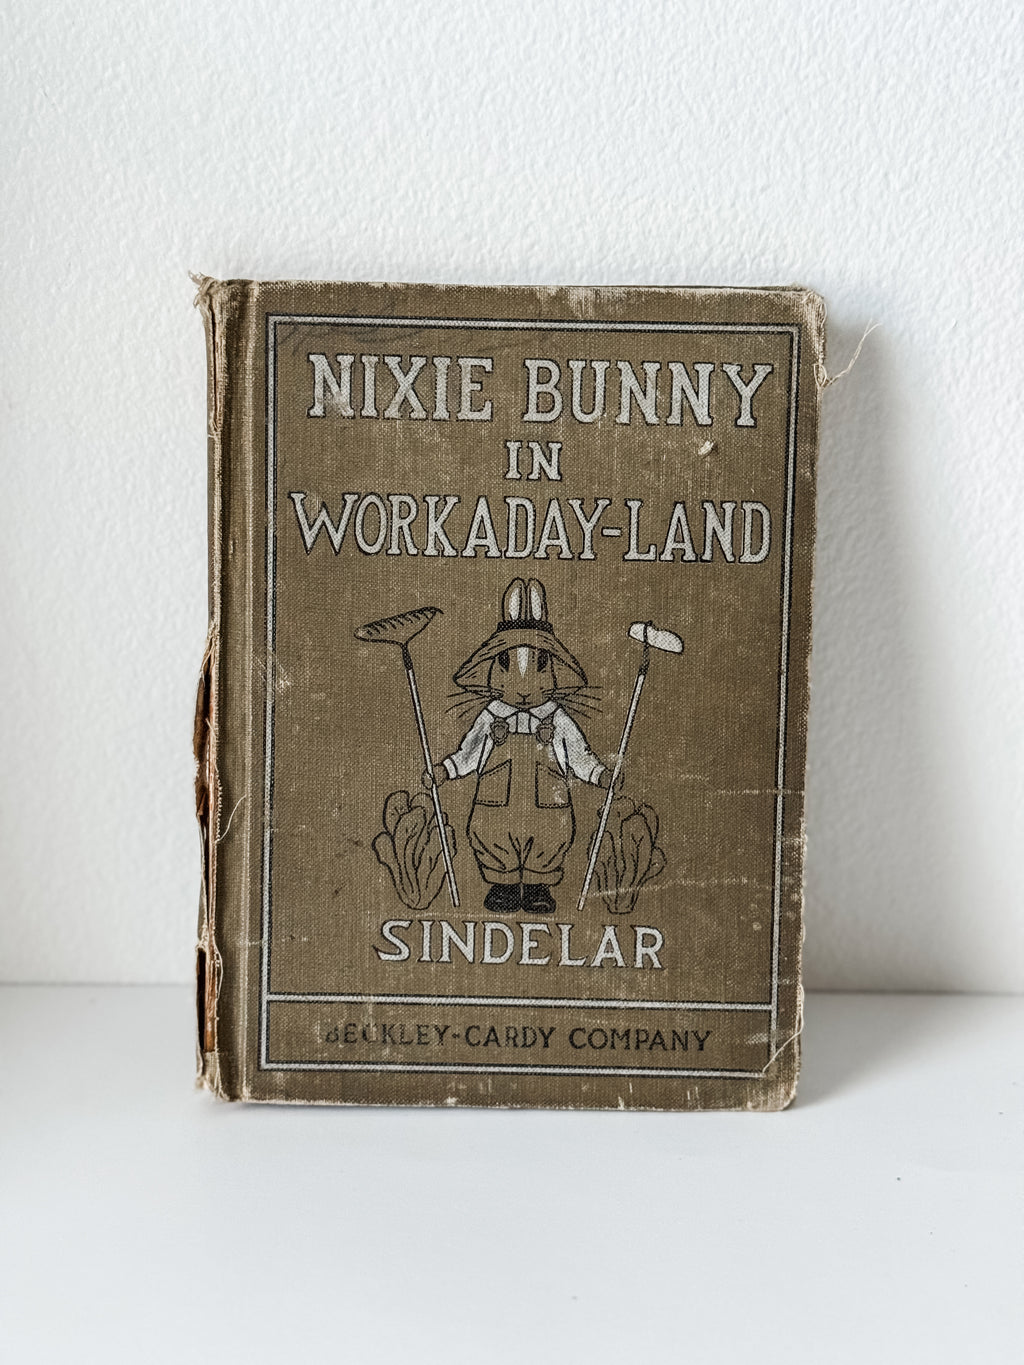 NIXIE BUNNY
IN
WORKADAY-LAND
SINDELAR
BECKLEY-CARDY COMPANY